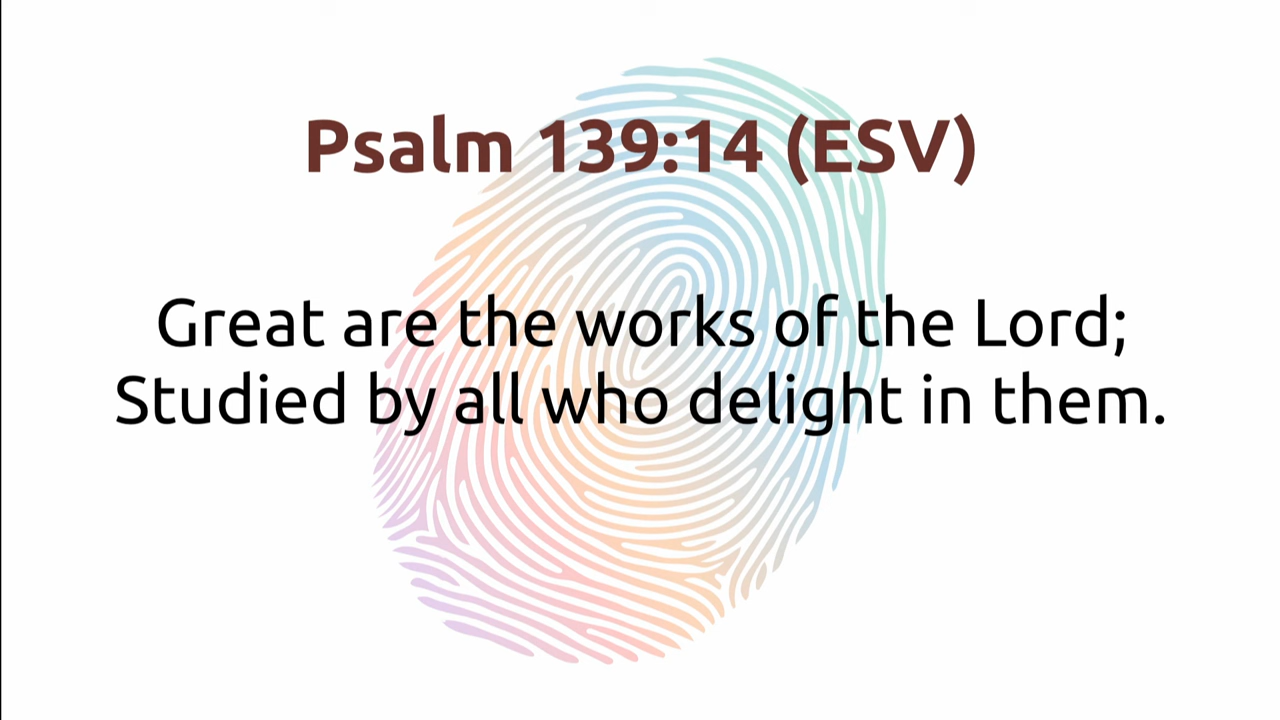 Psalm 139:14 (ESV)
Great are the works of the Lord;
Studied by all who delight in them.